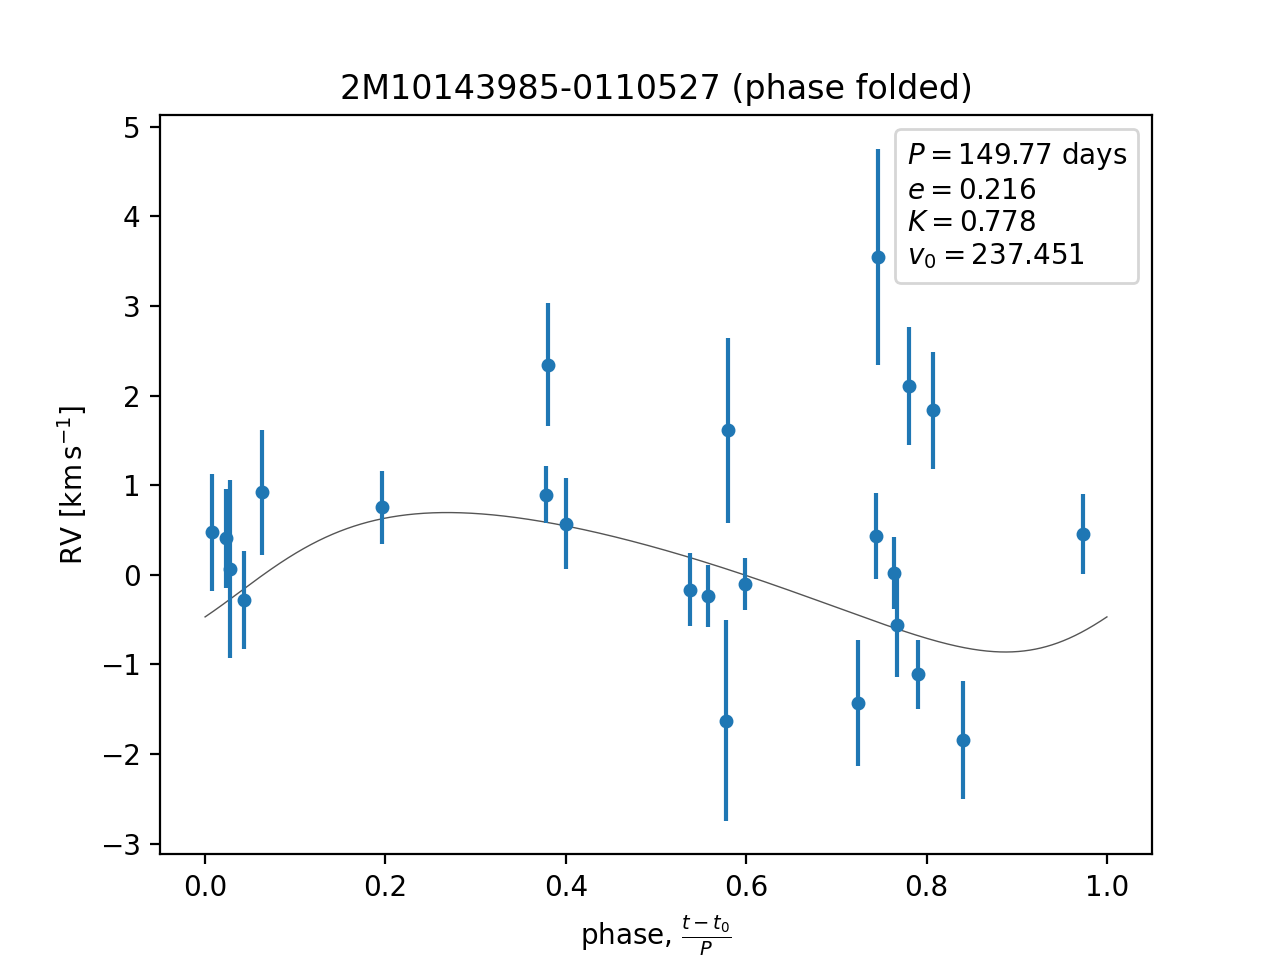 2M10143985-0110527 (phase folded)
P = 149.77 days
e = 0.216
K = 0.778
v₀ = 237.451
RV [km s⁻¹]
5
4
3
2
1
0
−1
−2
−3
0.0 0.2 0.4 0.6 0.8 1.0
phase, (t − t₀)/P